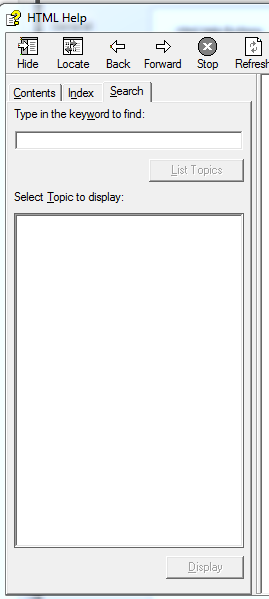 HTML Help
Hide Locate Back Forward Stop Refresh
Contents Index Search
Type in the keyword to find:
List Topics
Select Topic to display:
Display